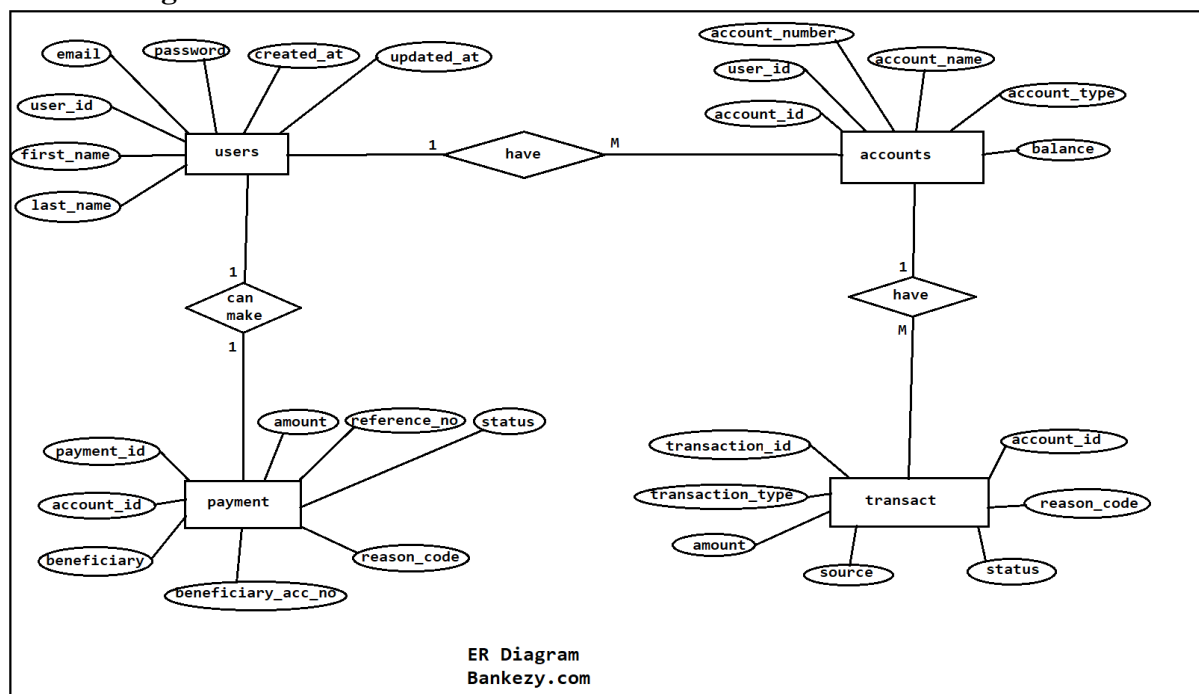 account_number
email
password
created_at
updated_at
account_name
user_id
account_type
user_id
account_id
users
1
have
M
accounts
balance
first_name
last_name
1
can
make
1
1
have
M
amount
reference_no
status
payment_id
account_id
transaction_id
account_id
payment
transaction_type
transact
reason_code
beneficiary
reason_code
amount
source
status
beneficiary_acc_no
ER Diagram
Bankezy.com